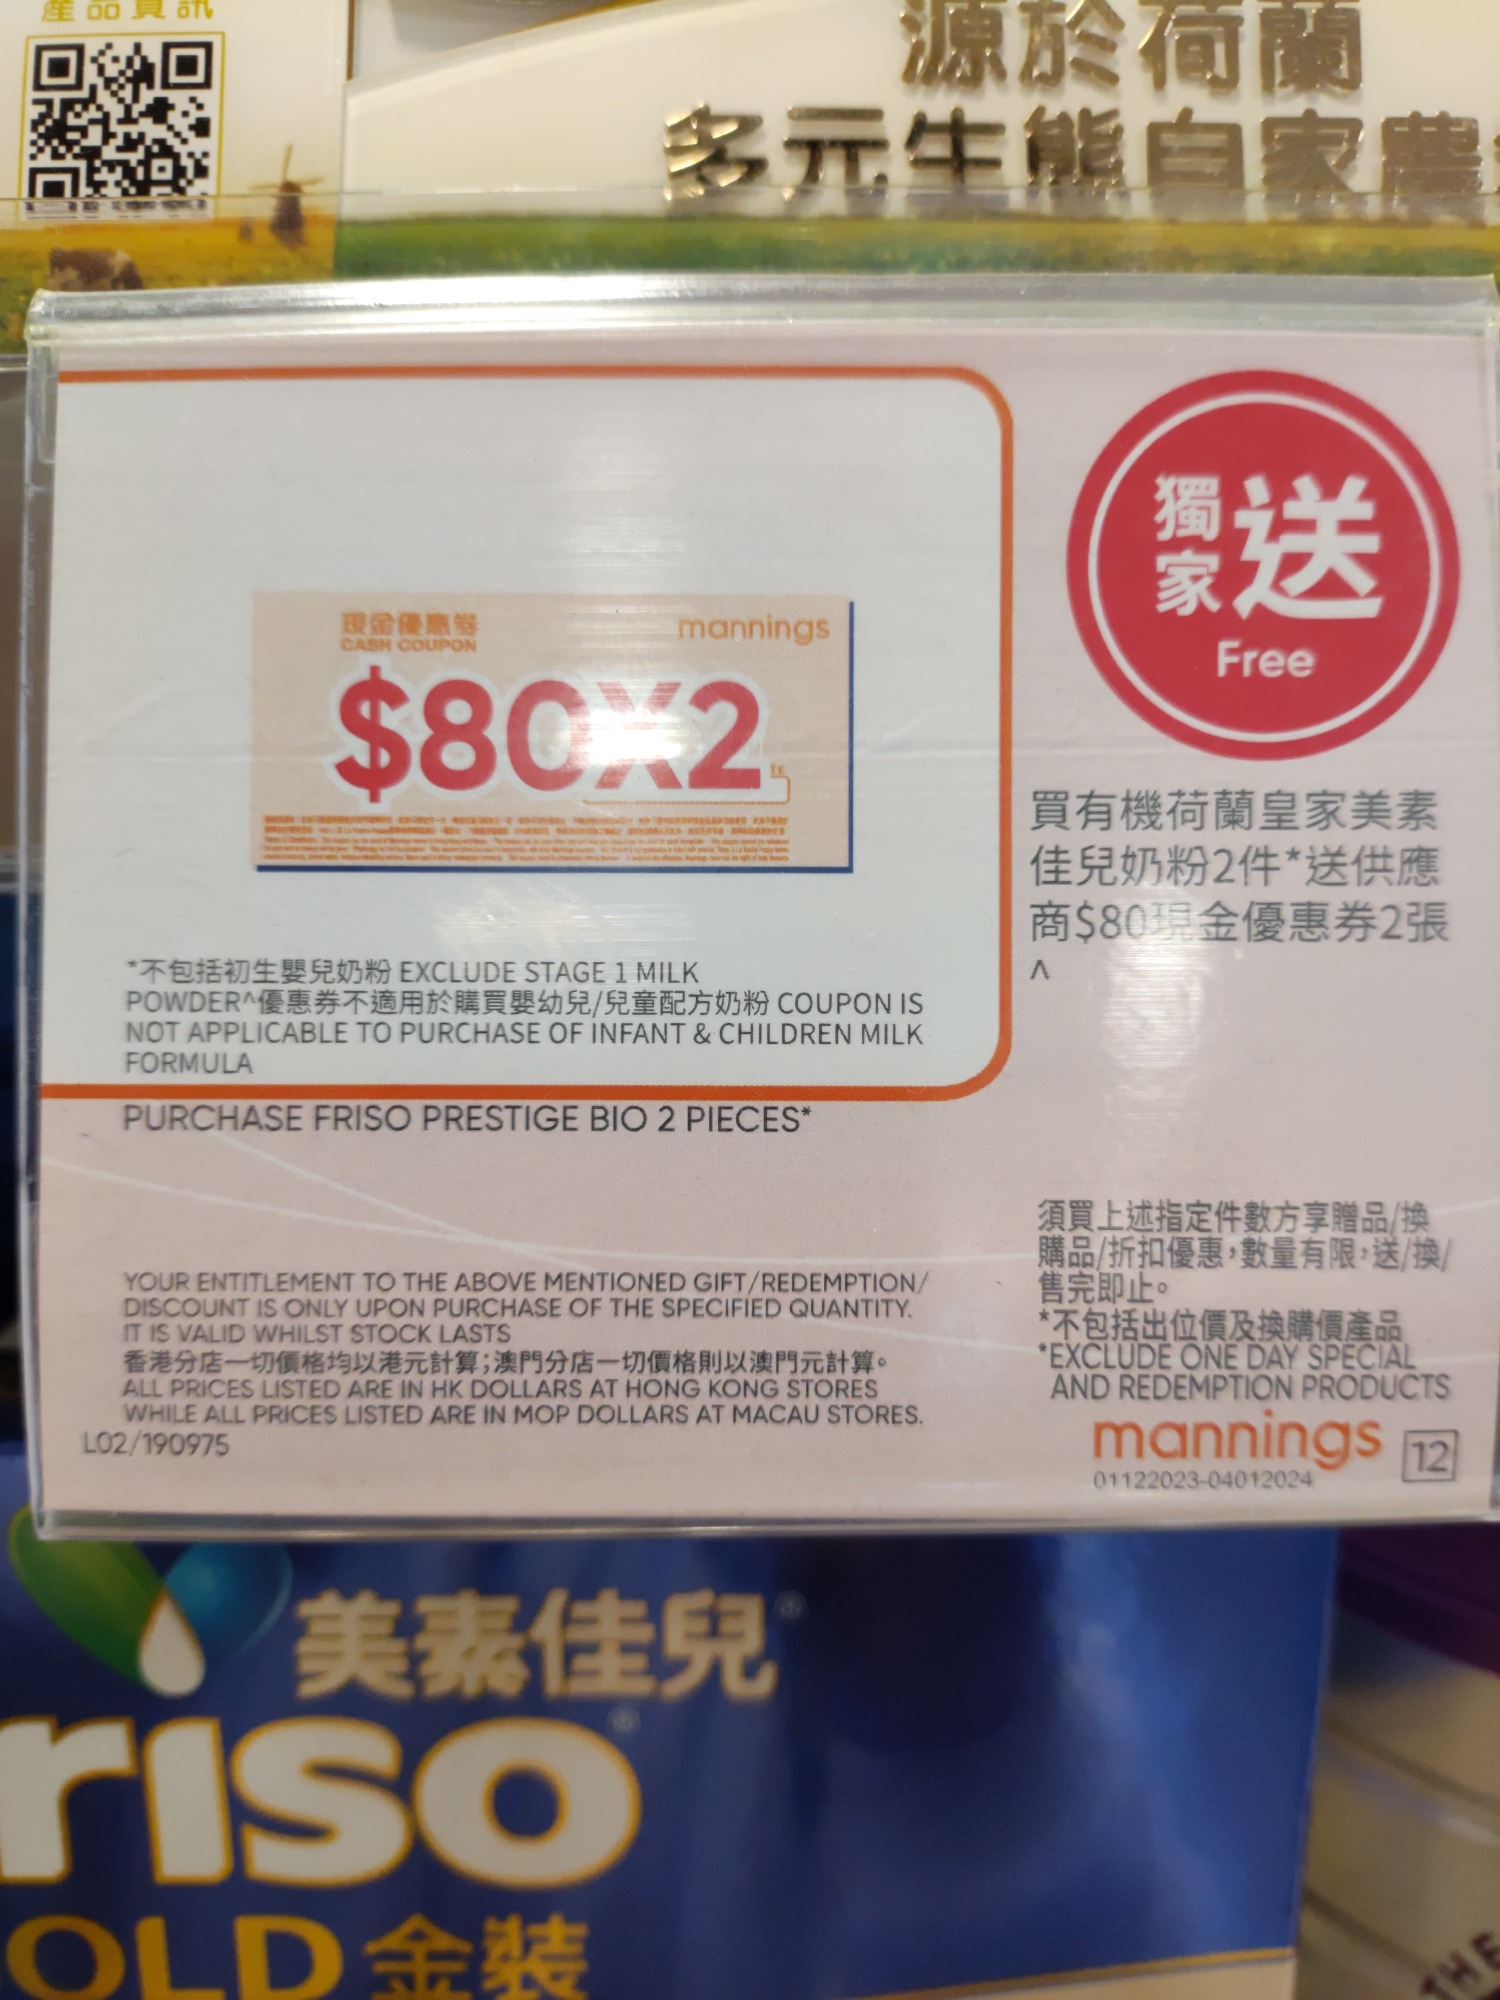 產品資訊
源於荷蘭
多元生態自家農
獨家送
Free
現金優惠券
CASH COUPON
mannings
$80X2
買有機荷蘭皇家美素
佳兒奶粉2件*送供應
商$80現金優惠券2張
^
*不包括初生嬰兒奶粉 EXCLUDE STAGE 1 MILK
POWDER^優惠券不適用於購買嬰幼兒/兒童配方奶粉 COUPON IS
NOT APPLICABLE TO PURCHASE OF INFANT & CHILDREN MILK
FORMULA
PURCHASE FRISO PRESTIGE BIO 2 PIECES*
YOUR ENTITLEMENT TO THE ABOVE MENTIONED GIFT/REDEMPTION/
DISCOUNT IS ONLY UPON PURCHASE OF THE SPECIFIED QUANTITY.
IT IS VALID WHILST STOCK LASTS
香港分店一切價格均以港元計算;澳門分店一切價格則以澳門元計算。
ALL PRICES LISTED ARE IN HK DOLLARS AT HONG KONG STORES
WHILE ALL PRICES LISTED ARE IN MOP DOLLARS AT MACAU STORES.
L02/190975
須買上述指定件數方享贈品/換
購品/折扣優惠,數量有限,送/換/
售完即止。
*不包括出位價及換購價產品
*EXCLUDE ONE DAY SPECIAL
AND REDEMPTION PRODUCTS
mannings
01122023-04012024
12
美素佳兒
riso
OLD 金裝
THE